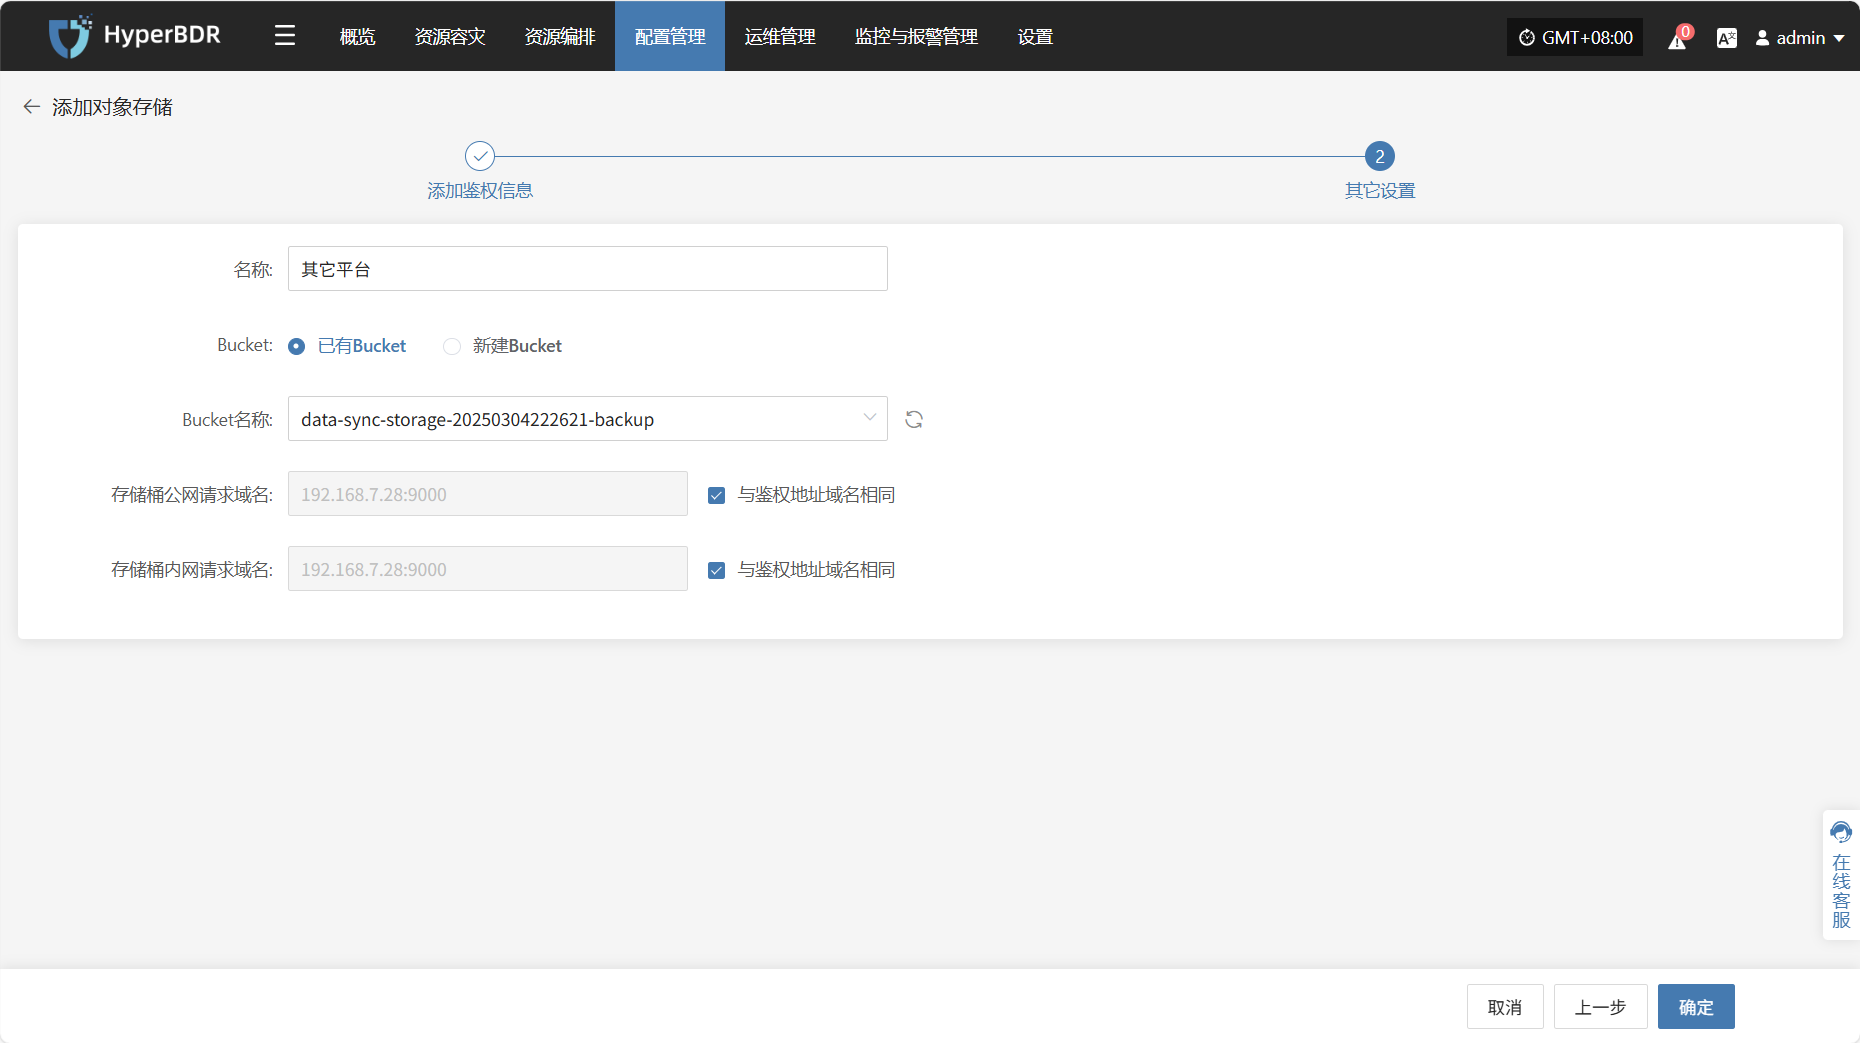 HyperBDR 概览 资源容灾 资源编排 配置管理 运维管理 监控与报警管理 设置 GMT+08:00 0 admin
添加对象存储
2
添加鉴权信息 其它设置
名称: 其它平台
Bucket: 已有Bucket 新建Bucket
Bucket名称: data-sync-storage-20250304222621-backup
存储桶公网请求域名: 192.168.7.28:9000 与鉴权地址域名相同
存储桶内网请求域名: 192.168.7.28:9000 与鉴权地址域名相同
在线客服
取消 上一步 确定